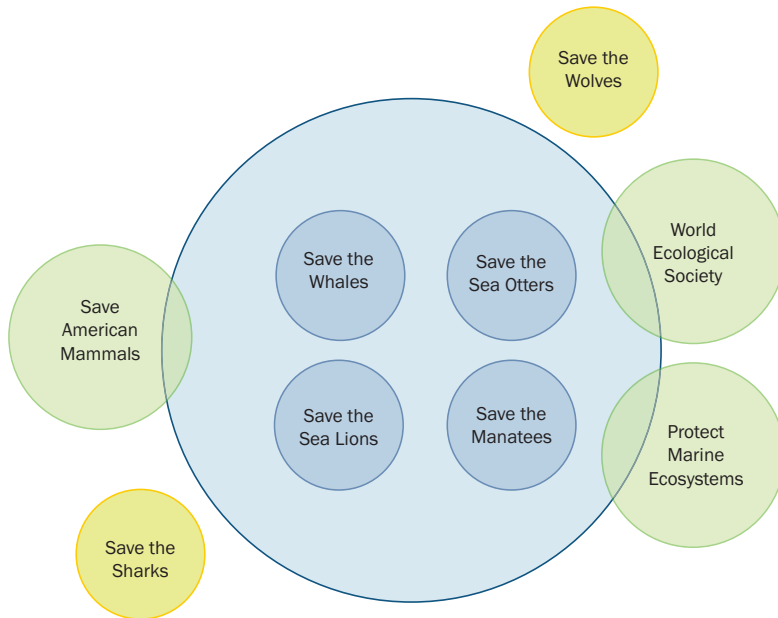 Save the
Wolves
World
Ecological
Society
Save the
Whales
Save the
Sea Otters
Save
American
Mammals
Save the
Sea Lions
Save the
Manatees
Protect
Marine
Ecosystems
Save the
Sharks